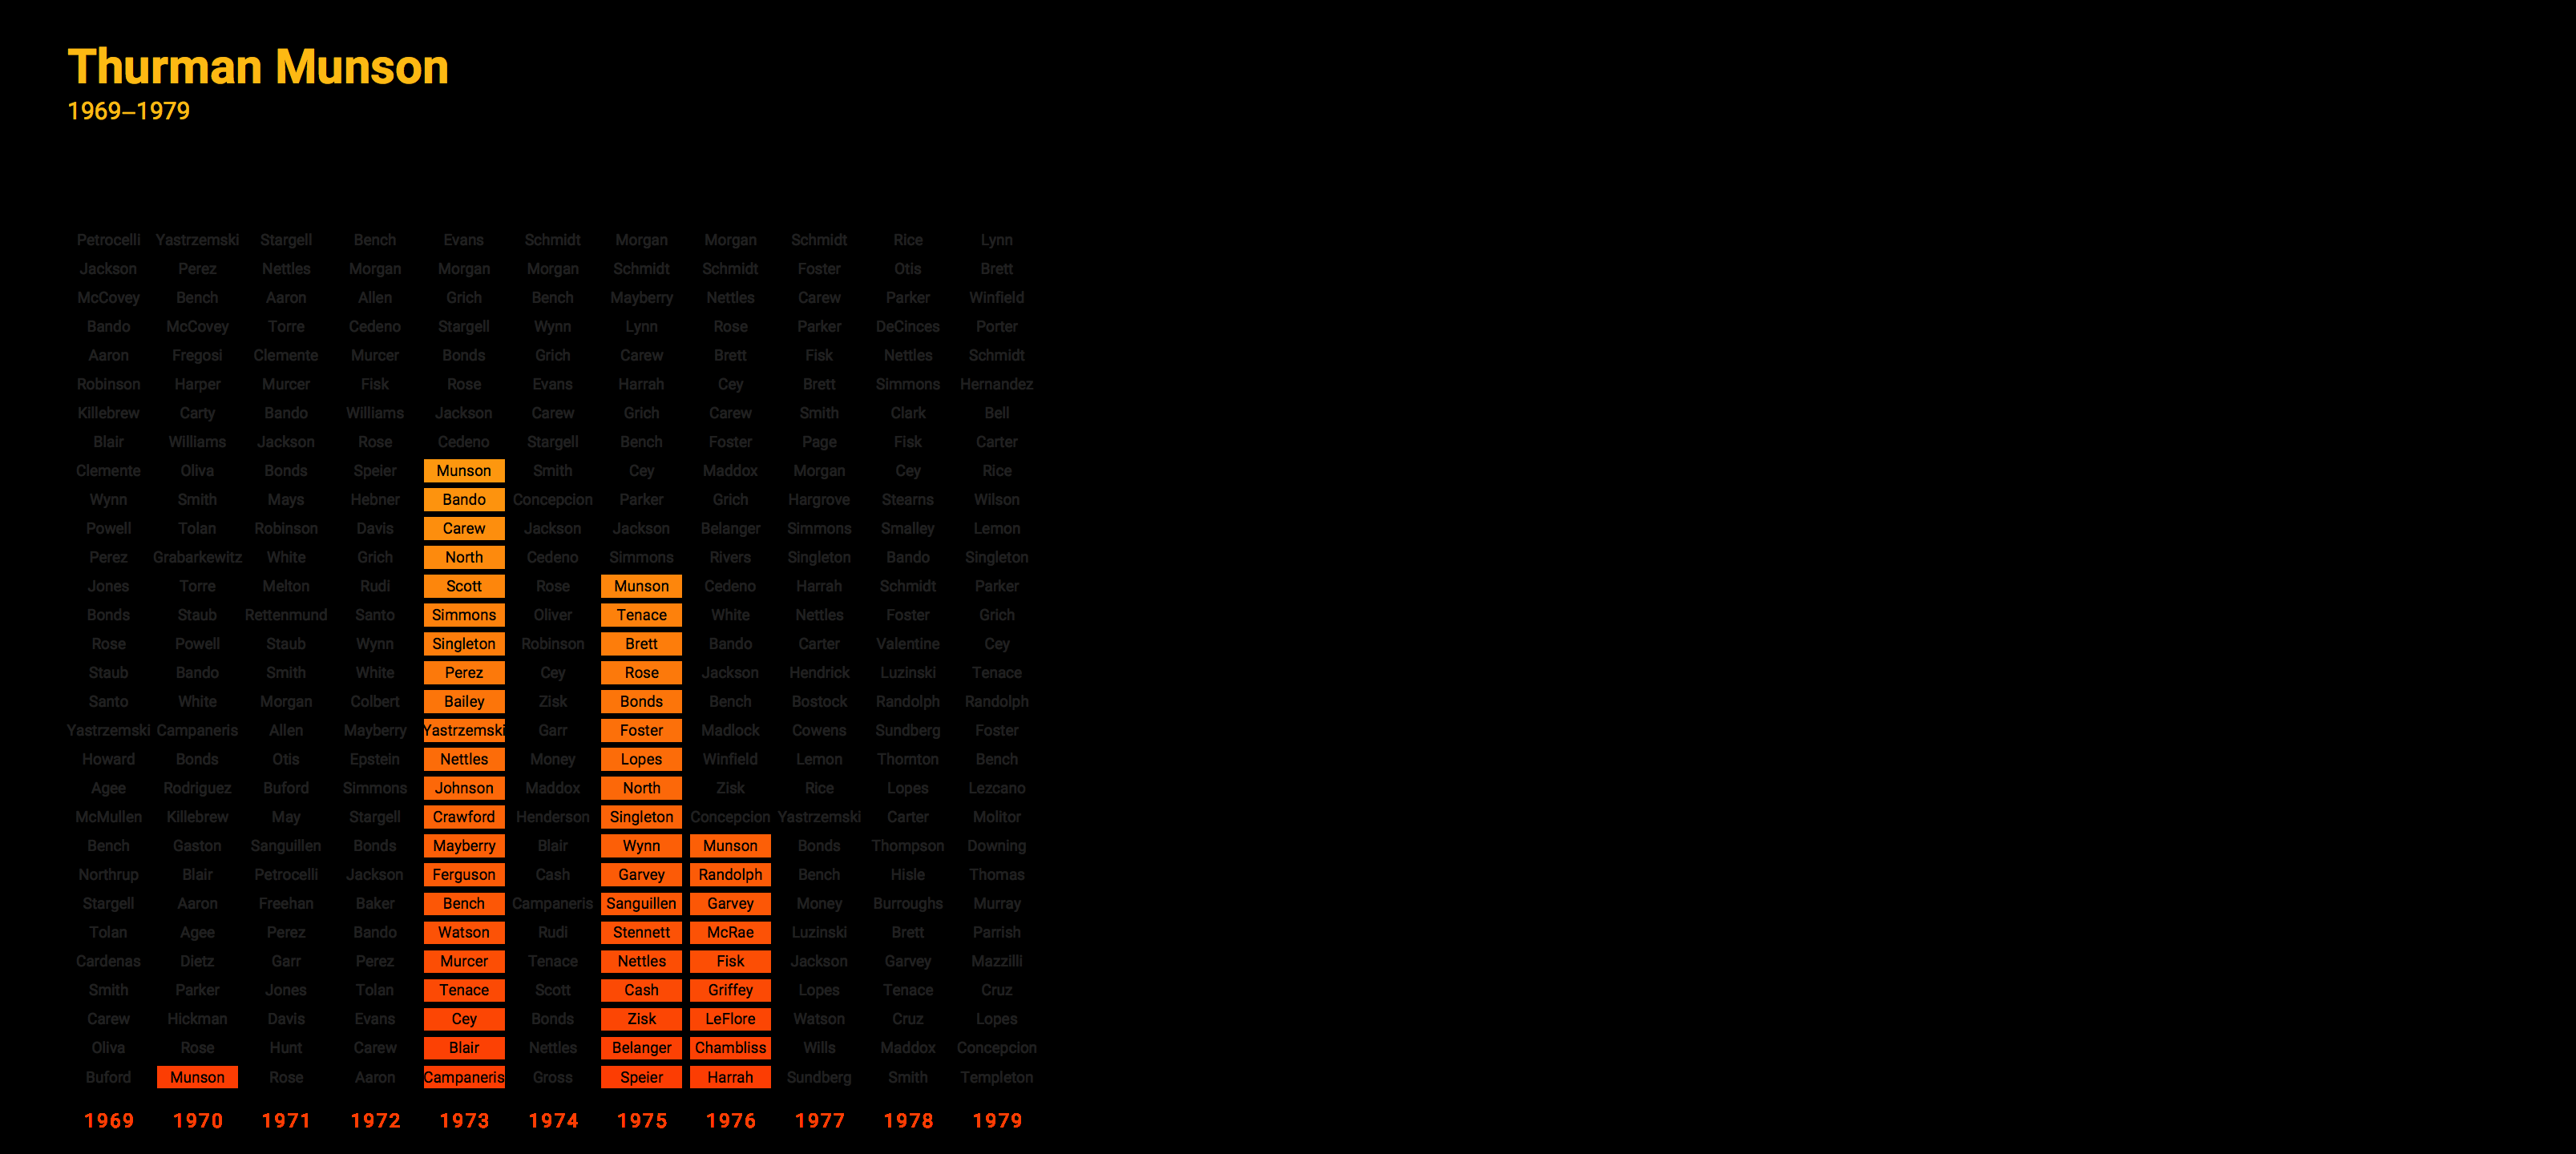 Thurman Munson
1969–1979
Petrocelli Yastrzemski Stargell Bench Evans Schmidt Morgan Morgan Schmidt Rice Lynn
Jackson Perez Nettles Morgan Morgan Morgan Schmidt Schmidt Foster Otis Brett
McCovey Bench Aaron Allen Grich Bench Mayberry Nettles Carew Parker Winfield
Bando McCovey Torre Cedeno Stargell Wynn Lynn Rose Parker DeCinces Porter
Aaron Fregosi Clemente Murcer Bonds Grich Carew Brett Fisk Nettles Schmidt
Robinson Harper Murcer Fisk Rose Evans Harrah Cey Brett Simmons Hernandez
Killebrew Carty Bando Williams Jackson Carew Grich Carew Smith Clark Bell
Blair Williams Jackson Rose Cedeno Stargell Bench Foster Page Fisk Carter
Clemente Oliva Bonds Speier Munson Smith Cey Maddox Morgan Cey Rice
Wynn Smith Mays Hebner Bando Concepcion Parker Grich Hargrove Stearns Wilson
Powell Tolan Robinson Davis Carew Jackson Jackson Belanger Simmons Smalley Lemon
Perez Grabarkewitz White Grich North Cedeno Simmons Rivers Singleton Bando Singleton
Jones Torre Melton Rudi Scott Rose Munson Cedeno Harrah Schmidt Parker
Bonds Staub Rettenmund Santo Simmons Oliver Tenace White Nettles Foster Grich
Rose Powell Staub Wynn Singleton Robinson Brett Bando Carter Valentine Cey
Staub Bando Smith White Perez Cey Rose Jackson Hendrick Luzinski Tenace
Santo White Morgan Colbert Bailey Zisk Bonds Bench Bostock Randolph Randolph
Yastrzemski Campaneris Allen Mayberry Yastrzemski Garr Foster Madlock Cowens Sundberg Foster
Howard Bonds Otis Epstein Nettles Money Lopes Winfield Lemon Thornton Bench
Agee Rodriguez Buford Simmons Johnson Maddox North Zisk Rice Lopes Lezcano
McMullen Killebrew May Stargell Crawford Henderson Singleton Concepcion Yastrzemski Carter Molitor
Bench Gaston Sanguillen Bonds Mayberry Blair Wynn Munson Bonds Thompson Downing
Northrup Blair Petrocelli Jackson Ferguson Cash Garvey Randolph Bench Hisle Thomas
Stargell Aaron Freehan Baker Bench Campaneris Sanguillen Garvey Money Burroughs Murray
Tolan Agee Perez Bando Watson Rudi Stennett McRae Luzinski Brett Parrish
Cardenas Dietz Garr Perez Murcer Tenace Nettles Fisk Jackson Garvey Mazzilli
Smith Parker Jones Tolan Tenace Scott Cash Griffey Lopes Tenace Cruz
Carew Hickman Davis Evans Cey Bonds Zisk LeFlore Watson Cruz Lopes
Oliva Rose Hunt Carew Blair Nettles Belanger Chambliss Wills Maddox Concepcion
Buford Munson Rose Aaron Campaneris Gross Speier Harrah Sundberg Smith Templeton
1969 1970 1971 1972 1973 1974 1975 1976 1977 1978 1979